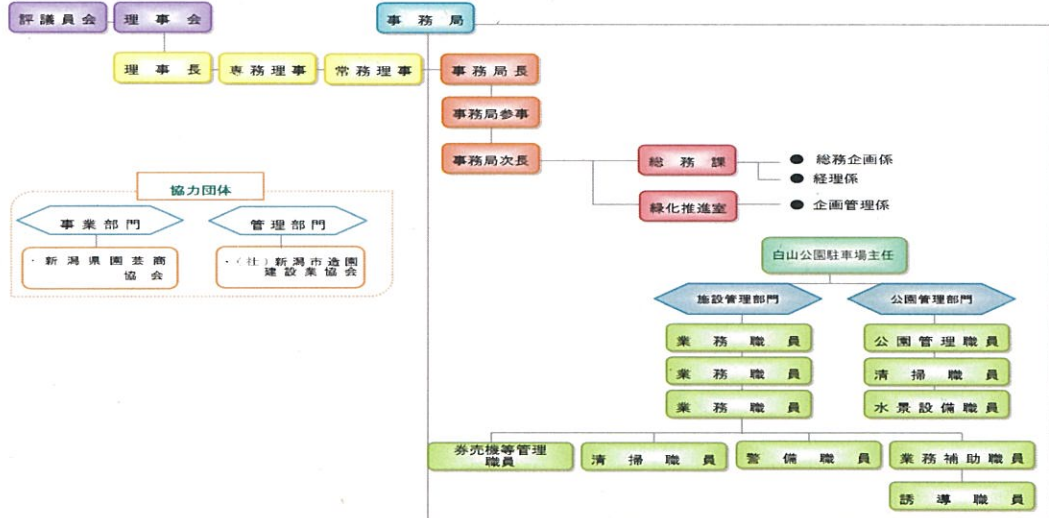 評議員会
理事会
事務局
理事長
専務理事
常務理事
事務局長
事務局参事
事務局次長
総務課
● 総務企画係
● 経理係
緑化推進室
● 企画管理係
協力団体
事業部門
管理部門
・新潟県園芸商
協会
・(社)新潟市造園
建設業協会
白山公園駐車場主任
施設管理部門
公園管理部門
業務職員
公園管理職員
業務職員
清掃職員
業務職員
水景設備職員
券売機等管理
職員
清掃職員
警備職員
業務補助職員
誘導職員